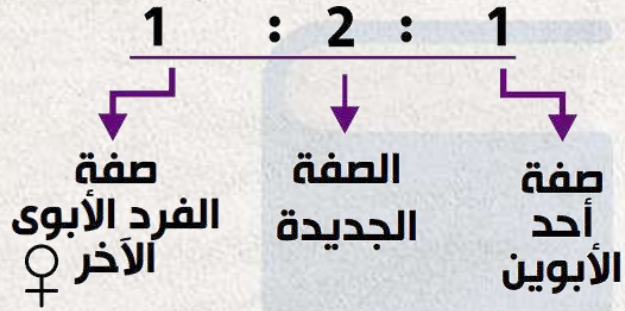 1 : 2 : 1
صفة
أحد
الأبوين
الصفة
الجديدة
صفة
الفرد الأبوى
الآخر ♀